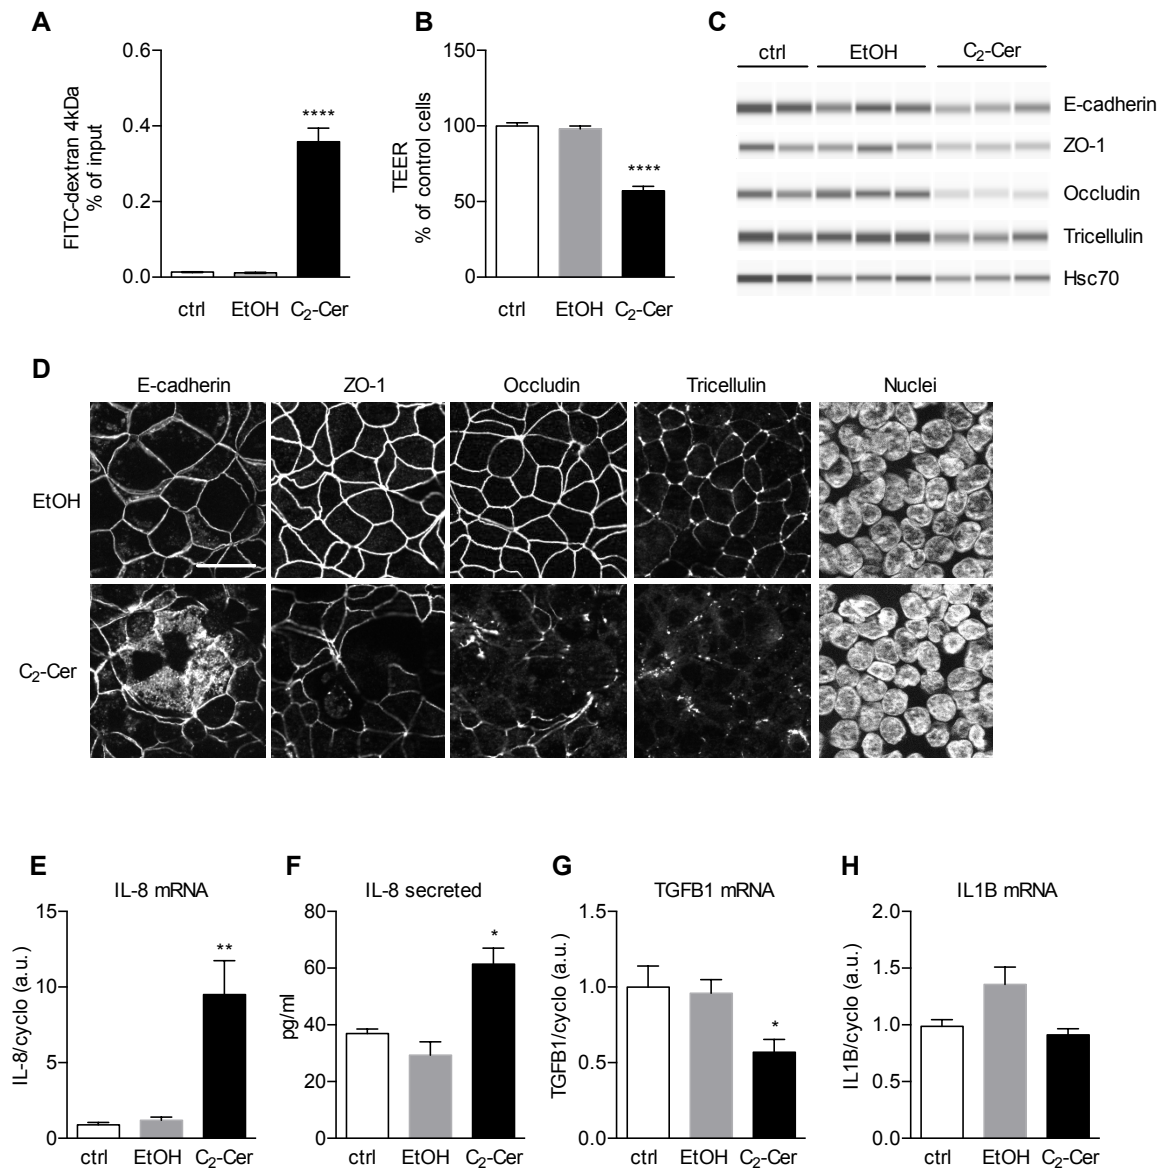 A
FITC-dextran 4kDa
% of input
0.6
0.4
0.2
0.0
****
ctrl EtOH C₂-Cer
B
TEER
% of control cells
150
100
50
0
****
ctrl EtOH C₂-Cer
C
ctrl EtOH C₂-Cer
E-cadherin
ZO-1
Occludin
Tricellulin
Hsc70
D
E-cadherin ZO-1 Occludin Tricellulin Nuclei
EtOH
C₂-Cer
E
IL-8 mRNA
IL-8/cyclo (a.u.)
15
10
5
0
**
ctrl EtOH C₂-Cer
F
IL-8 secreted
pg/ml
80
60
40
20
0
*
ctrl EtOH C₂-Cer
G
TGFB1 mRNA
TGFB1/cyclo (a.u.)
1.5
1.0
0.5
0.0
*
ctrl EtOH C₂-Cer
H
IL1B mRNA
IL1B/cyclo (a.u.)
2.0
1.5
1.0
0.5
0.0
ctrl EtOH C₂-Cer